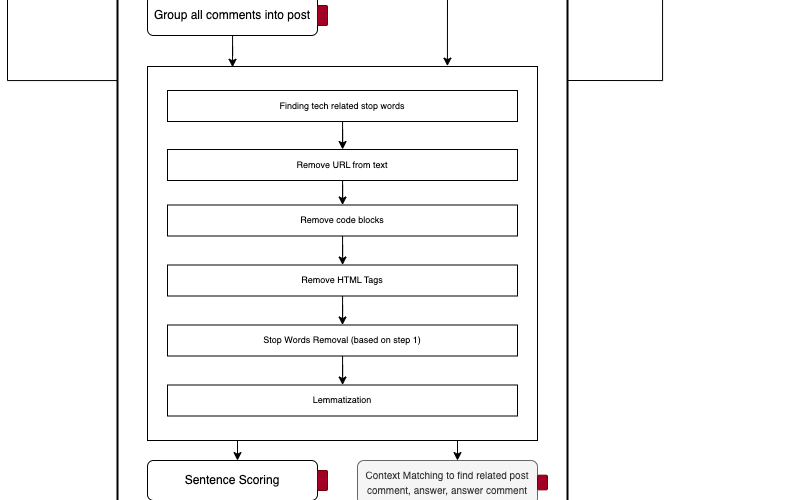 Group all comments into post
Finding tech related stop words
Remove URL from text
Remove code blocks
Remove HTML Tags
Stop Words Removal (based on step 1)
Lemmatization
Sentence Scoring
Context Matching to find related post
comment, answer, answer comment